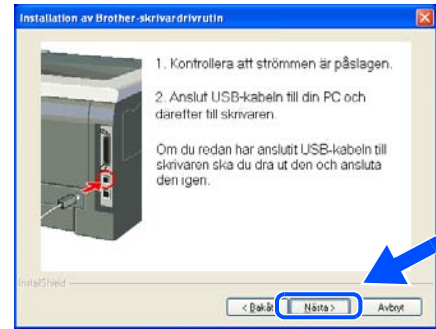 Installation av Brother-skrivardrivrutin
1. Kontrollera att strömmen är påslagen.
2. Anslut USB-kabeln till din PC och
därefter till skrivaren.
Om du redan har anslutit USB-kabeln till
skrivaren ska du dra ut den och ansluta
den igen.
InstallShield
< Bakåt Nästa > Avbryt